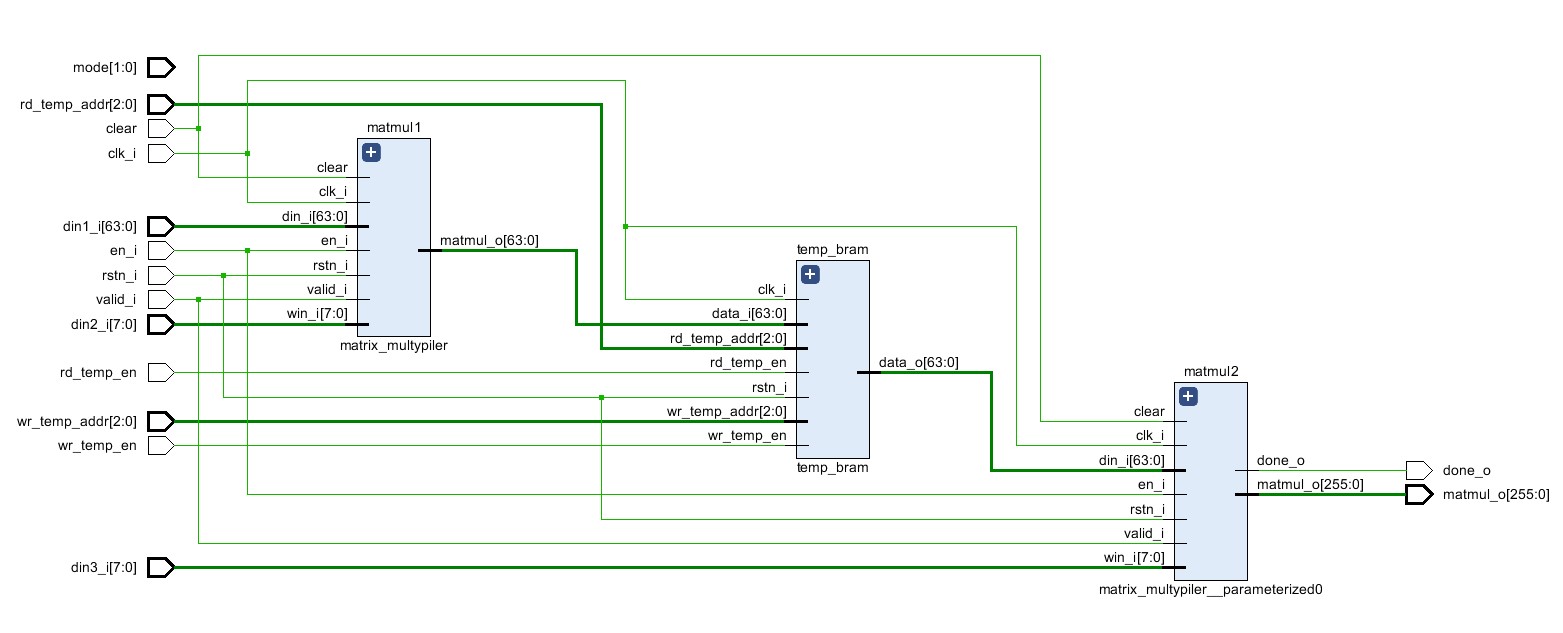 mode[1:0]
rd_temp_addr[2:0]
clear
clk_i
din1_i[63:0]
en_i
rstn_i
valid_i
din2_i[7:0]
rd_temp_en
wr_temp_addr[2:0]
wr_temp_en
din3_i[7:0]
matmul1
clear
clk_i
din_i[63:0]
en_i
rstn_i
valid_i
win_i[7:0]
matmul_o[63:0]
matrix_multypiler
temp_bram
clk_i
data_i[63:0]
rd_temp_addr[2:0]
rd_temp_en
rstn_i
wr_temp_addr[2:0]
wr_temp_en
data_o[63:0]
temp_bram
matmul2
clear
clk_i
din_i[63:0]
en_i
rstn_i
valid_i
win_i[7:0]
done_o
matmul_o[255:0]
matrix_multypiler__parameterized0
done_o
matmul_o[255:0]